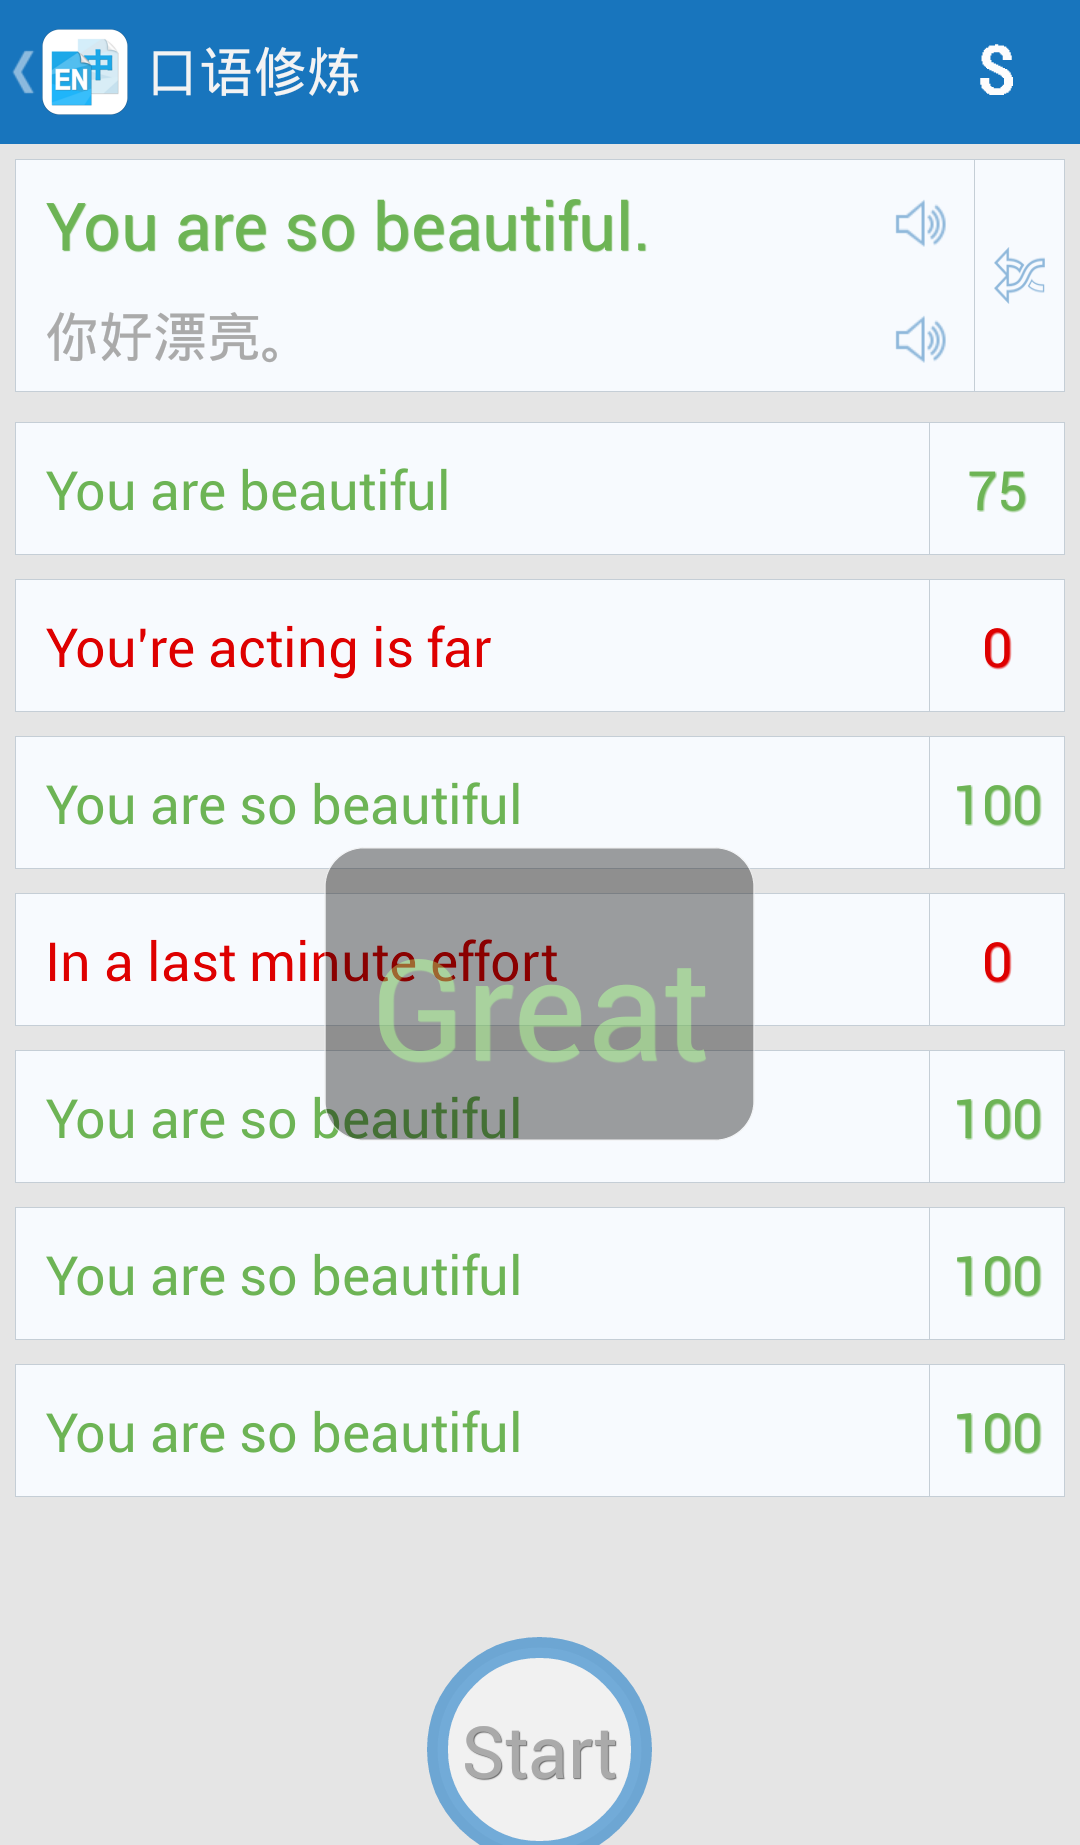 EN中 口语修炼 S
You are so beautiful.
你好漂亮。
You are beautiful 75
You're acting is far 0
You are so beautiful 100
In a last minute effort 0
Great
You are so beautiful 100
You are so beautiful 100
You are so beautiful 100
Start